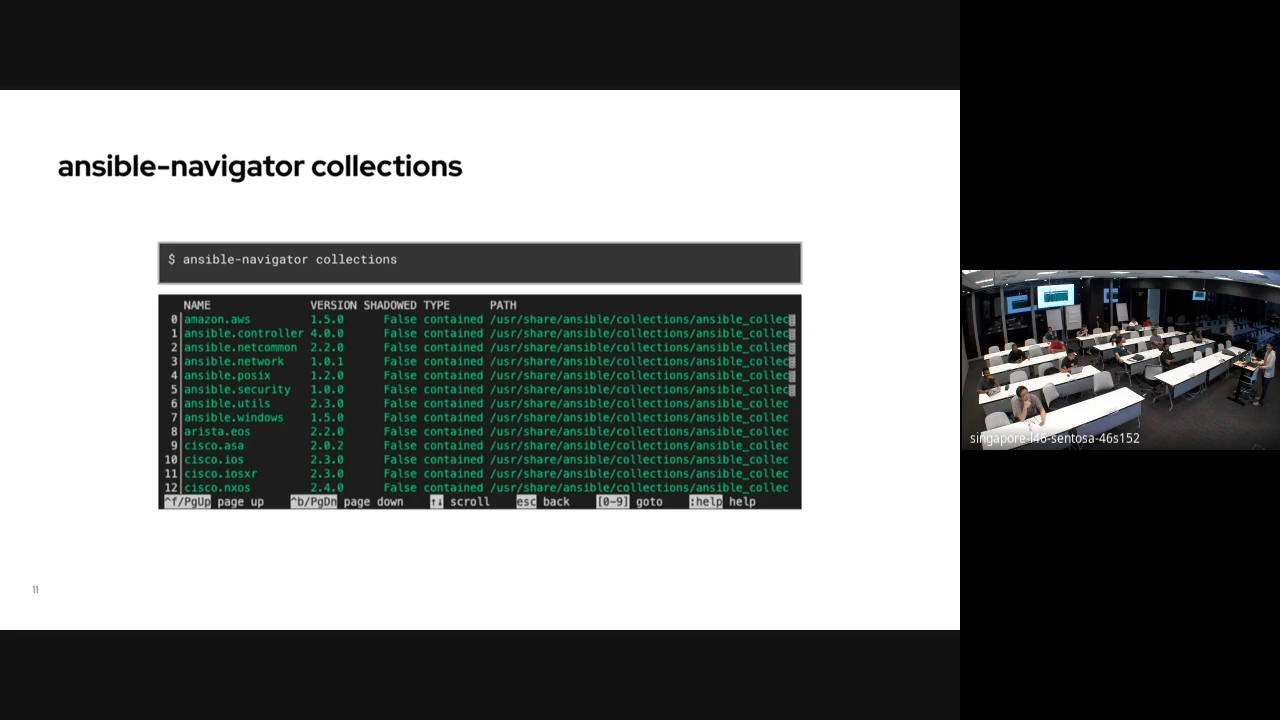 ansible-navigator collections
$ ansible-navigator collections
NAME VERSION SHADOWED TYPE PATH
0 amazon.aws 1.5.0 False contained /usr/share/ansible/collections/ansible_collec
1 ansible.controller 4.0.0 False contained /usr/share/ansible/collections/ansible_collec
2 ansible.netcommon 2.2.0 False contained /usr/share/ansible/collections/ansible_collec
3 ansible.network 1.0.1 False contained /usr/share/ansible/collections/ansible_collec
4 ansible.posix 1.2.0 False contained /usr/share/ansible/collections/ansible_collec
5 ansible.security 1.0.0 False contained /usr/share/ansible/collections/ansible_collec
6 ansible.utils 2.3.0 False contained /usr/share/ansible/collections/ansible_collec
7 ansible.windows 1.5.0 False contained /usr/share/ansible/collections/ansible_collec
8 arista.eos 2.2.0 False contained /usr/share/ansible/collections/ansible_collec
9 cisco.asa 2.0.2 False contained /usr/share/ansible/collections/ansible_collec
10 cisco.ios 2.3.0 False contained /usr/share/ansible/collections/ansible_collec
11 cisco.iosxr 2.3.0 False contained /usr/share/ansible/collections/ansible_collec
12 cisco.nxos 2.4.0 False contained /usr/share/ansible/collections/ansible_collec
^f/PgUp page up ^b/PgDn page down ↑↓ scroll esc back [0-9] goto :help help
11
singapore-l46-sentosa-46s152